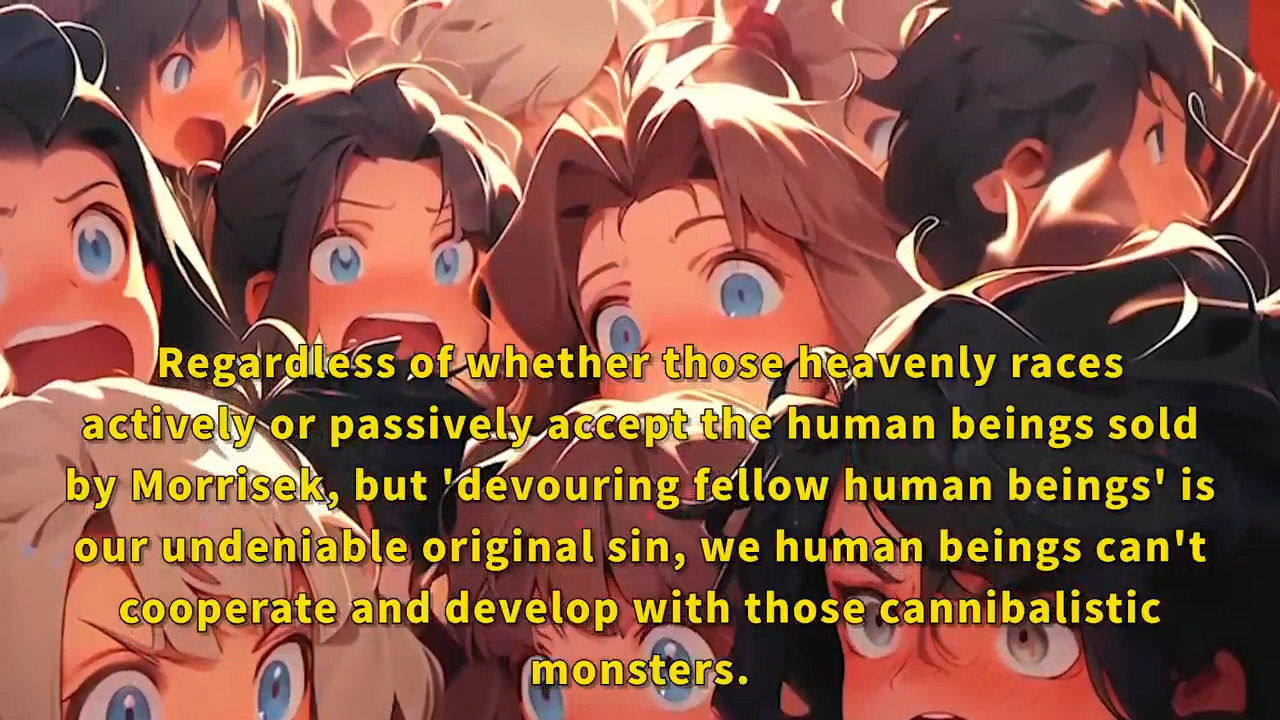 Regardless of whether those heavenly races
actively or passively accept the human beings sold
by Morrisek, but 'devouring fellow human beings' is
our undeniable original sin, we human beings can't
cooperate and develop with those cannibalistic
monsters.